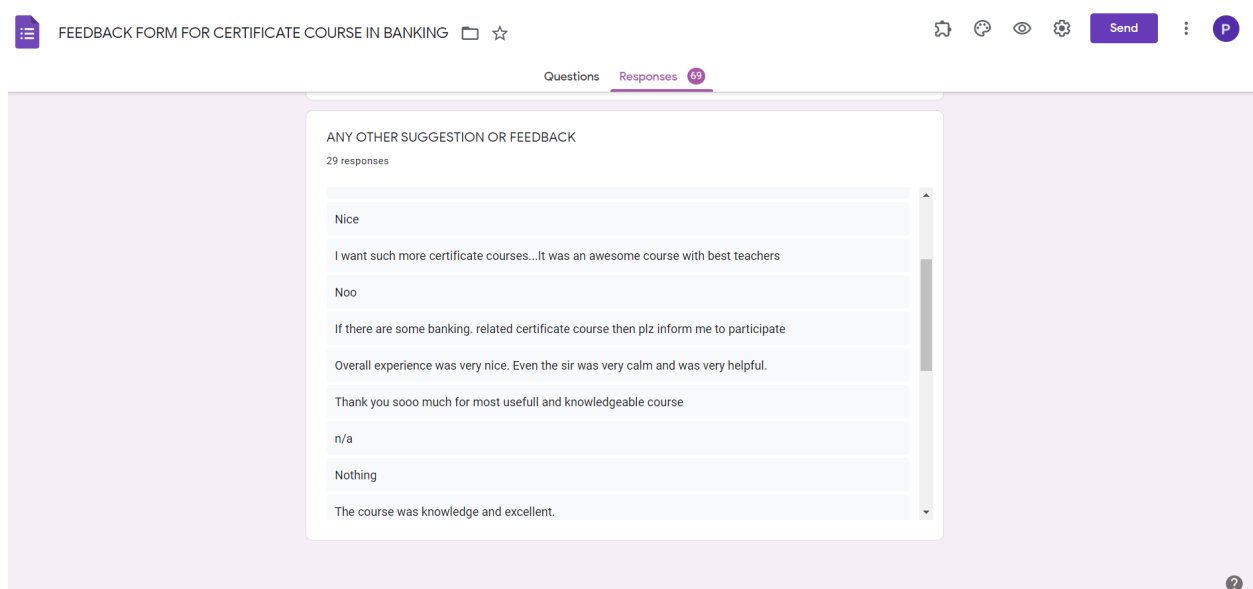 FEEDBACK FORM FOR CERTIFICATE COURSE IN BANKING
Send
P
Questions
Responses
69
ANY OTHER SUGGESTION OR FEEDBACK
29 responses
Nice
I want such more certificate courses...It was an awesome course with best teachers
Noo
If there are some banking. related certificate course then plz inform me to participate
Overall experience was very nice. Even the sir was very calm and was very helpful.
Thank you sooo much for most usefull and knowledgeable course
n/a
Nothing
The course was knowledge and excellent.